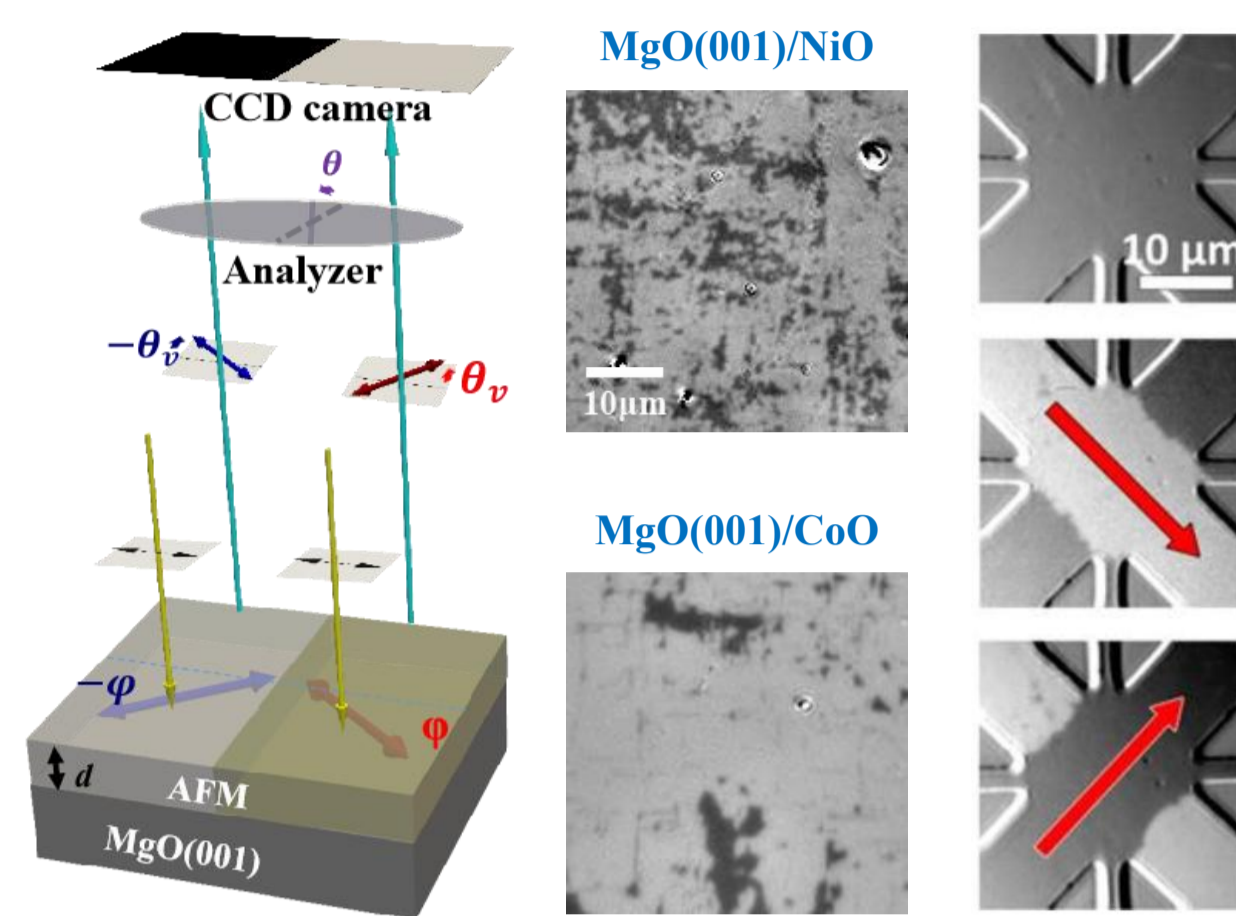 CCD camera
θ
Analyzer
−θᵥ
θᵥ
−φ
φ
d
AFM
MgO(001)
MgO(001)/NiO
10μm
MgO(001)/CoO
10 μm